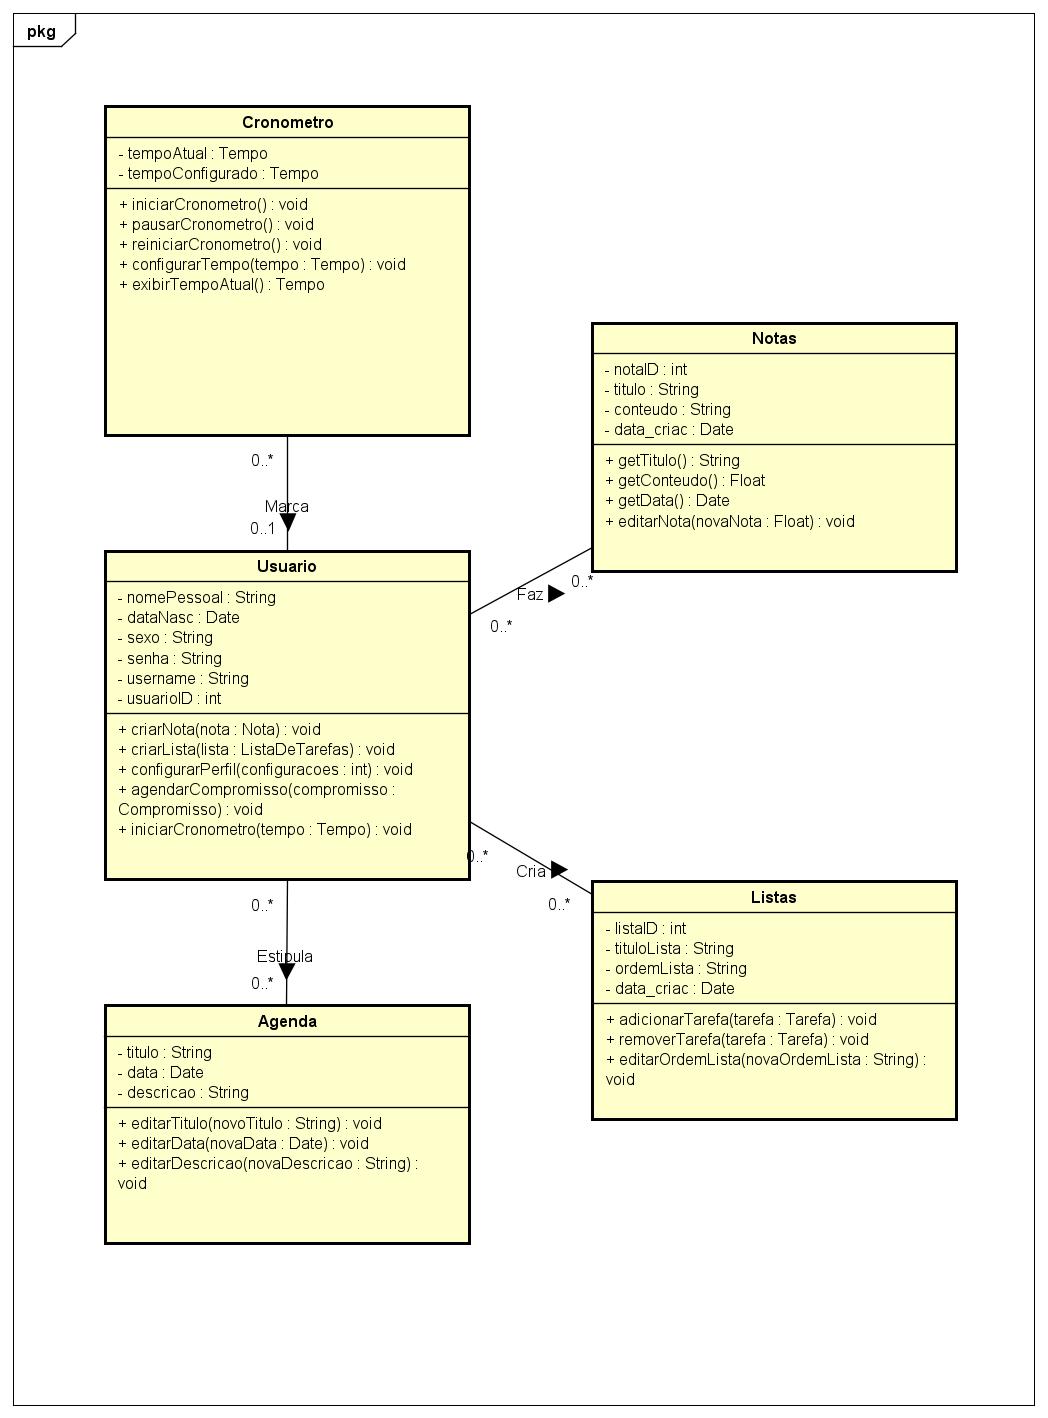 pkg
Cronometro
- tempoAtual : Tempo
- tempoConfigurado : Tempo
+ iniciarCronometro() : void
+ pausarCronometro() : void
+ reiniciarCronometro() : void
+ configurarTempo(tempo : Tempo) : void
+ exibirTempoAtual() : Tempo
0..*
Marca
0..1
Notas
- notaID : int
- titulo : String
- conteudo : String
- data_criac : Date
+ getTitulo() : String
+ getConteudo() : Float
+ getData() : Date
+ editarNota(novaNota : Float) : void
Usuario
- nomePessoal : String
- dataNasc : Date
- sexo : String
- senha : String
- username : String
- usuarioID : int
+ criarNota(nota : Nota) : void
+ criarLista(lista : ListaDeTarefas) : void
+ configurarPerfil(configuracoes : int) : void
+ agendarCompromisso(compromisso :
Compromisso) : void
+ iniciarCronometro(tempo : Tempo) : void
0..*
Faz
0..*
0..*
Cria
0..*
0..*
Estipula
0..*
Listas
- listaID : int
- tituloLista : String
- ordemLista : String
- data_criac : Date
+ adicionarTarefa(tarefa : Tarefa) : void
+ removerTarefa(tarefa : Tarefa) : void
+ editarOrdemLista(novaOrdemLista : String) :
void
Agenda
- titulo : String
- data : Date
- descricao : String
+ editarTitulo(novoTitulo : String) : void
+ editarData(novaData : Date) : void
+ editarDescricao(novaDescricao : String) :
void